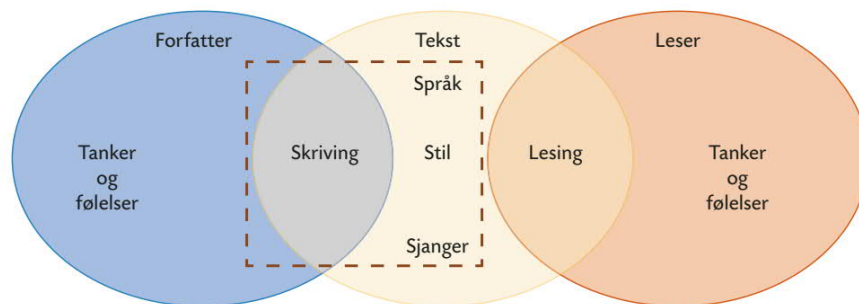 Forfatter
Tekst
Leser
Språk
Tanker
og
følelser
Skriving
Stil
Lesing
Tanker
og
følelser
Sjanger